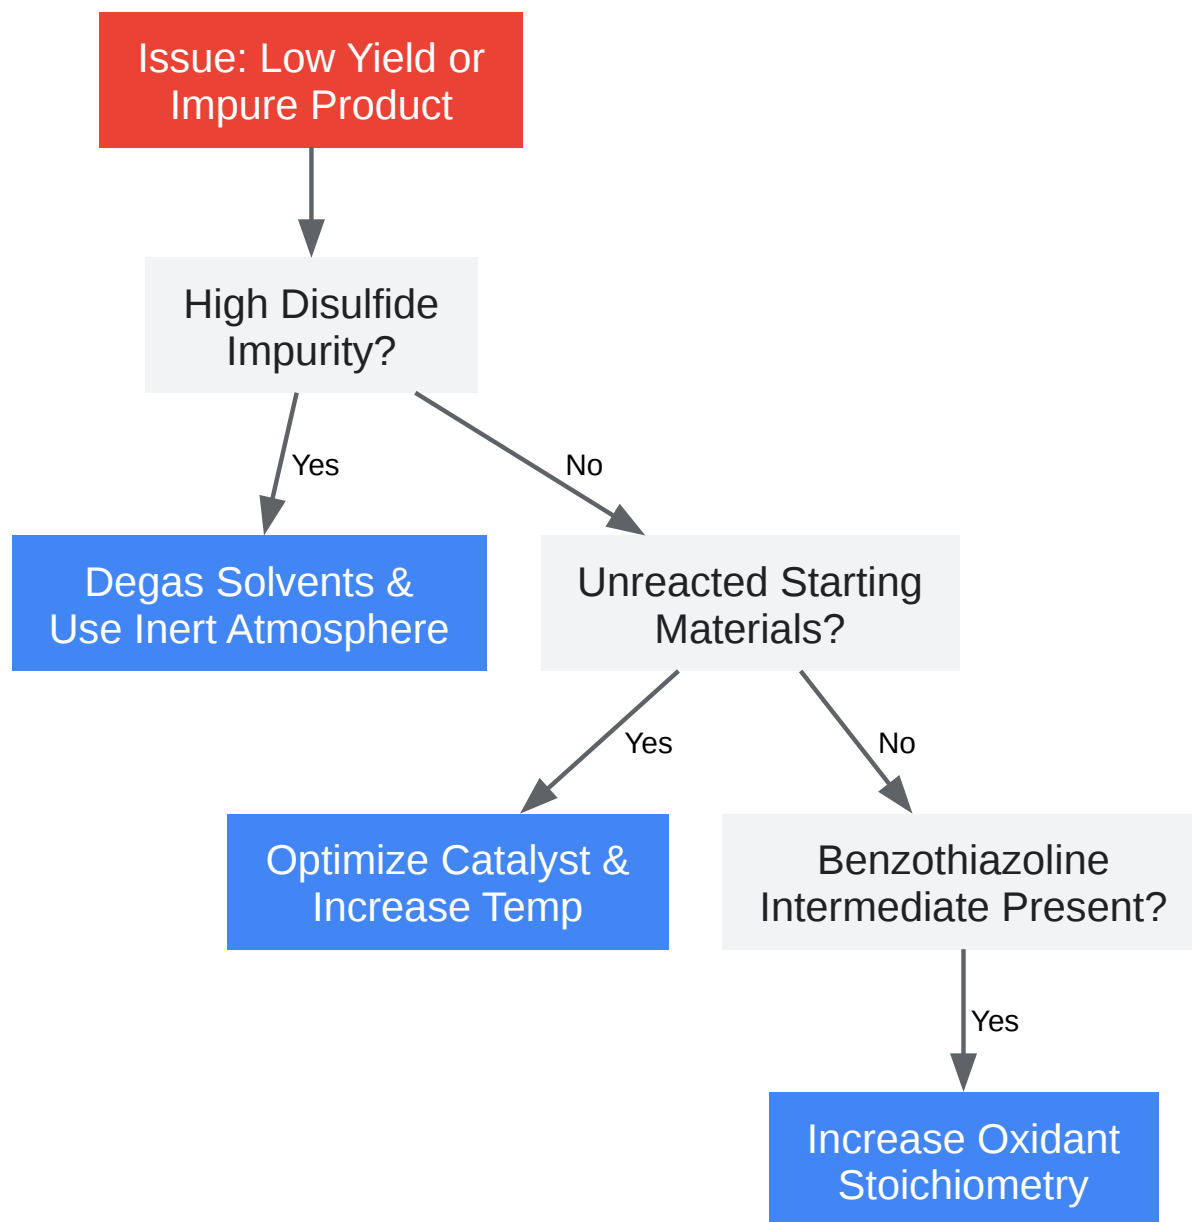 Issue: Low Yield or
Impure Product
High Disulfide
Impurity?
Yes
No
Degas Solvents &
Use Inert Atmosphere
Unreacted Starting
Materials?
Yes
No
Optimize Catalyst &
Increase Temp
Benzothiazoline
Intermediate Present?
Yes
Increase Oxidant
Stoichiometry